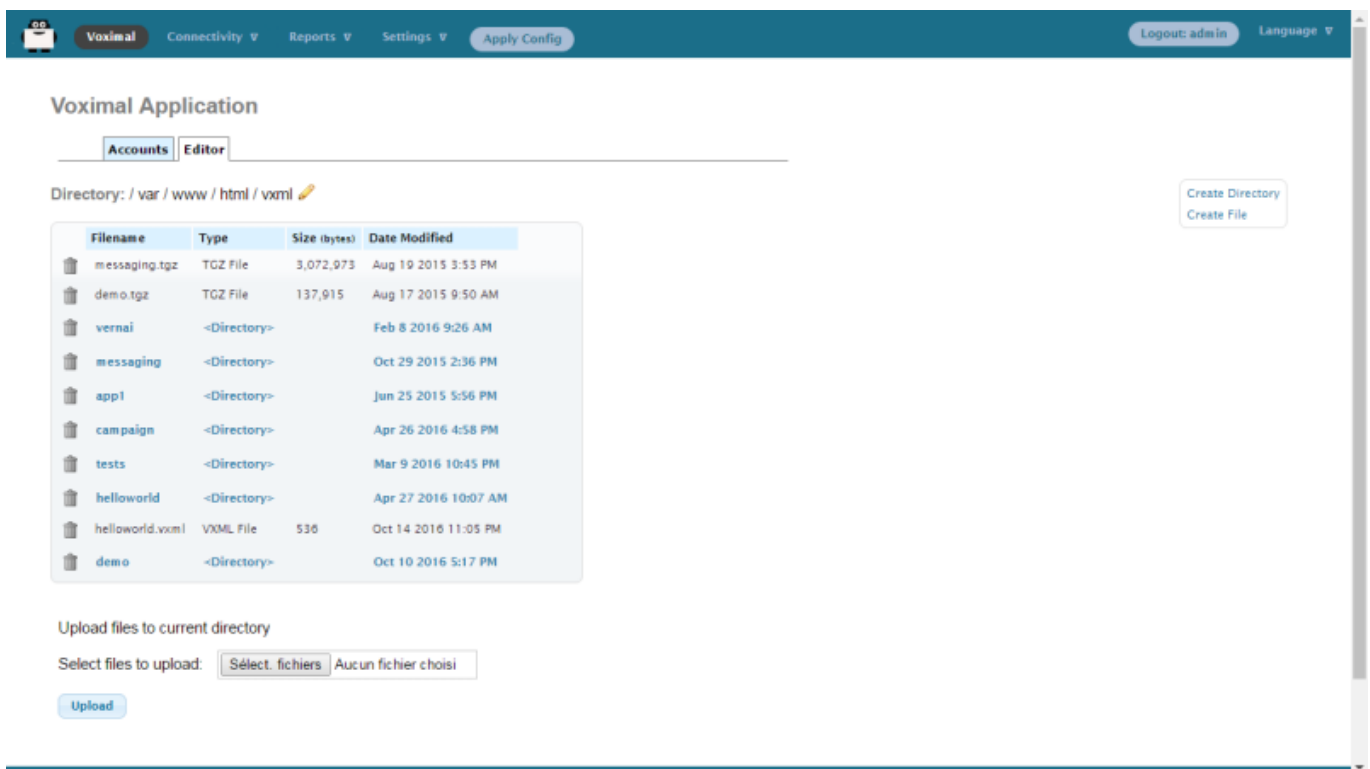 Voximal Connectivity ∇ Reports ∇ Settings ∇ Apply Config Logout: admin Language ∇
Voximal Application
Accounts Editor
Directory: / var / www / html / vxml
Create Directory
Create File
Filename Type Size (bytes) Date Modified
messaging.tgz TGZ File 3,072,973 Aug 19 2015 3:53 PM
demo.tgz TGZ File 137,915 Aug 17 2015 9:50 AM
vernai <Directory> Feb 8 2016 9:26 AM
messaging <Directory> Oct 29 2015 2:36 PM
app1 <Directory> Jun 25 2015 5:56 PM
campaign <Directory> Apr 26 2016 4:58 PM
tests <Directory> Mar 9 2016 10:45 PM
helloworld <Directory> Apr 27 2016 10:07 AM
helloworld.vxml VXML File 536 Oct 14 2016 11:05 PM
demo <Directory> Oct 10 2016 5:17 PM
Upload files to current directory
Select files to upload: Sélect. fichiers Aucun fichier choisi
Upload